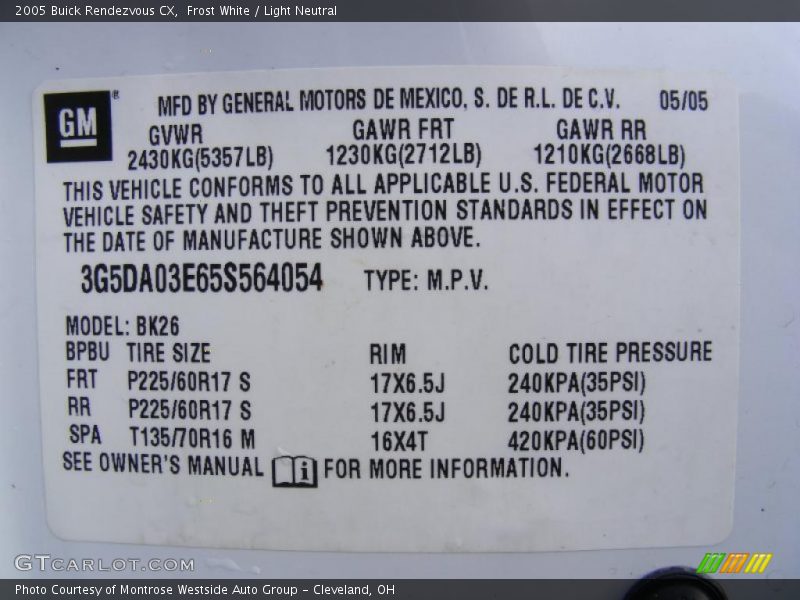 2005 Buick Rendezvous CX,  Frost White / Light Neutral
GM®
MFD BY GENERAL MOTORS DE MEXICO, S. DE R.L. DE C.V. 05/05
GVWR GAWR FRT GAWR RR
2430KG(5357LB) 1230KG(2712LB) 1210KG(2668LB)
THIS VEHICLE CONFORMS TO ALL APPLICABLE U.S. FEDERAL MOTOR
VEHICLE SAFETY AND THEFT PREVENTION STANDARDS IN EFFECT ON
THE DATE OF MANUFACTURE SHOWN ABOVE.
3G5DA03E65S564054 TYPE: M.P.V.
MODEL: BK26
BPBU TIRE SIZE RIM COLD TIRE PRESSURE
FRT P225/60R17 S 17X6.5J 240KPA(35PSI)
RR P225/60R17 S 17X6.5J 240KPA(35PSI)
SPA T135/70R16 M 16X4T 420KPA(60PSI)
SEE OWNER'S MANUAL i FOR MORE INFORMATION.
GTCARLOT.COM
Photo Courtesy of Montrose Westside Auto Group - Cleveland, OH